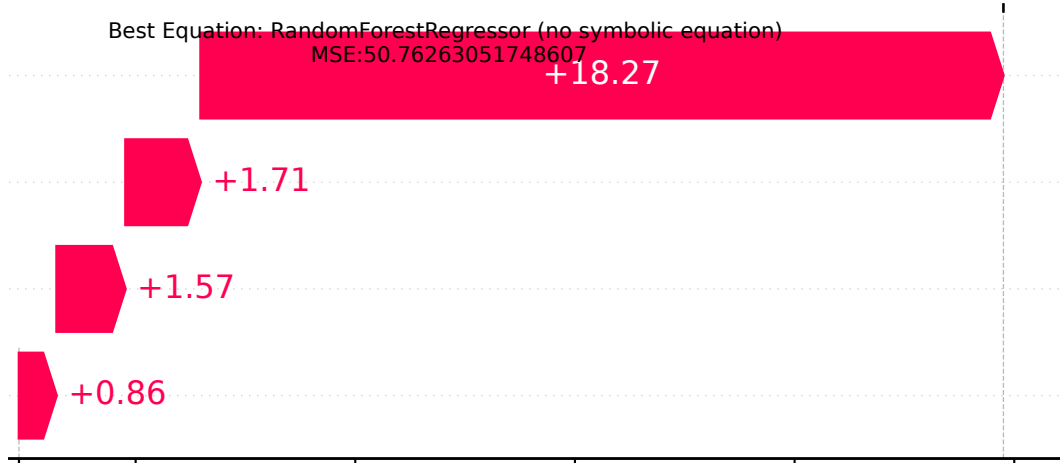 Best Equation: RandomForestRegressor (no symbolic equation)
MSE:50.76263051748607
+18.27
+1.71
+1.57
+0.86